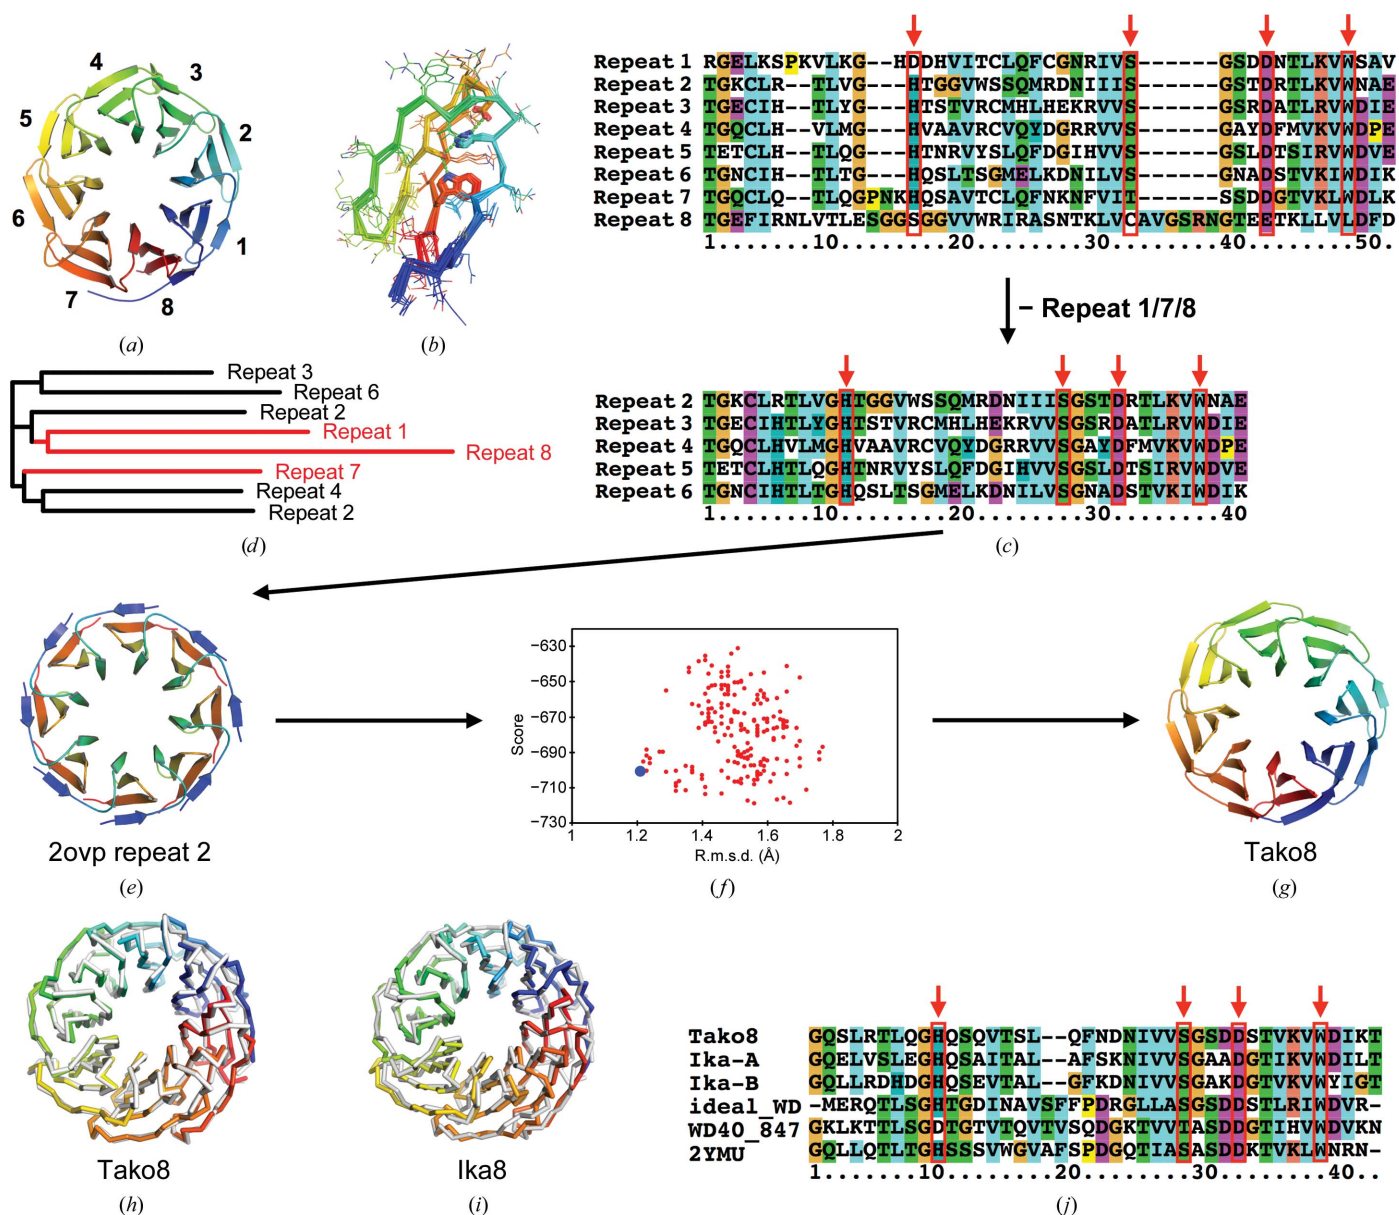 4
3
5
2
6
1
7
8
(a)
(b)
Repeat 1 RGELKSPKVLKG--HDDHVITCLQFCGNRIVS------GSDDNTLKVWSAV
Repeat 2 TGKCLR--TLVG---HTGGVWSSQMRDNIIIS------GSTDRTLKVWNAE
Repeat 3 TGECIH--TLYG---HTSTVRCMHLHEKRVVS------GSRDATLRVWDIE
Repeat 4 TGQCLH--VLMG---HVAAVRCVQYDGRRVVS------GAYDFMVKVWDPE
Repeat 5 TETCLH--TLQG---HTNRVYSLQFDGIHVVS------GSLDTSIRVWDVE
Repeat 6 TGNCIH--TLTG---HQSLTSGMELKDNILVS------GNADSTVKIWDIK
Repeat 7 TGQCLQ--TLQGPNKHQSAVTCLQFNKNFVIT------SSDDGTVKLWDLK
Repeat 8 TGEFIRNLVTLESGGSGGVVWRIRASNTKLVCAVGSRNGTEETKLLVLDFD
1........10.........20.........30.........40.........50.
– Repeat 1/7/8
Repeat 3
Repeat 6
Repeat 2
Repeat 1
Repeat 8
Repeat 7
Repeat 4
Repeat 2
(d)
Repeat 2 TGKCLRTLVGHTGGVWSSQMRDNIIISGSTDRTLKVWNAE
Repeat 3 TGECIHTLYGHTSTVRCMHLHEKRVVSGSRDATLRVWDIE
Repeat 4 TGQCLHVLMGHVAAVRCVQYDGRRVVSGAYDFMVKVWDPE
Repeat 5 TETCLHTLQGHTNRVYSLQFDGIHVVSGSLDTSIRVWDVE
Repeat 6 TGNCIHTLTGHQSLTSGMELKDNILVSGNADSTVKIWDIK
1........10.........20.........30.........40
(c)
2ovp repeat 2
(e)
Score
−630
−650
−670
−690
−710
−730
1 1.2 1.4 1.6 1.8 2
R.m.s.d. (Å)
(f)
Tako8
(g)
Tako8
(h)
Ika8
(i)
Tako8 GQSLRTLQGHQSQVTSL--QFNDNIVVSGSDDSTVKVWDIKT
Ika-A GQELVSLEGHQSAITAL--AFSKNIVVSGAADGTIKVWDILT
Ika-B GQLLRDHDGHQSEVTAL--GFKDNIVVSGAKDGTVKVWYIGT
ideal_WD -MERQTLSGHTGDINAVSFFPDRGLLASGSDDSTLRIWDVR-
WD40_847 GKLKTTLSGDTGTVTQVTVSQDGKTVVTASDDGTIHVWDVKN
2YMU GQLLQTLTGHSSSVWGVAFSPDGQTIASASDDKTVKLWNRN-
1........10.........20.........30.........40..
(j)